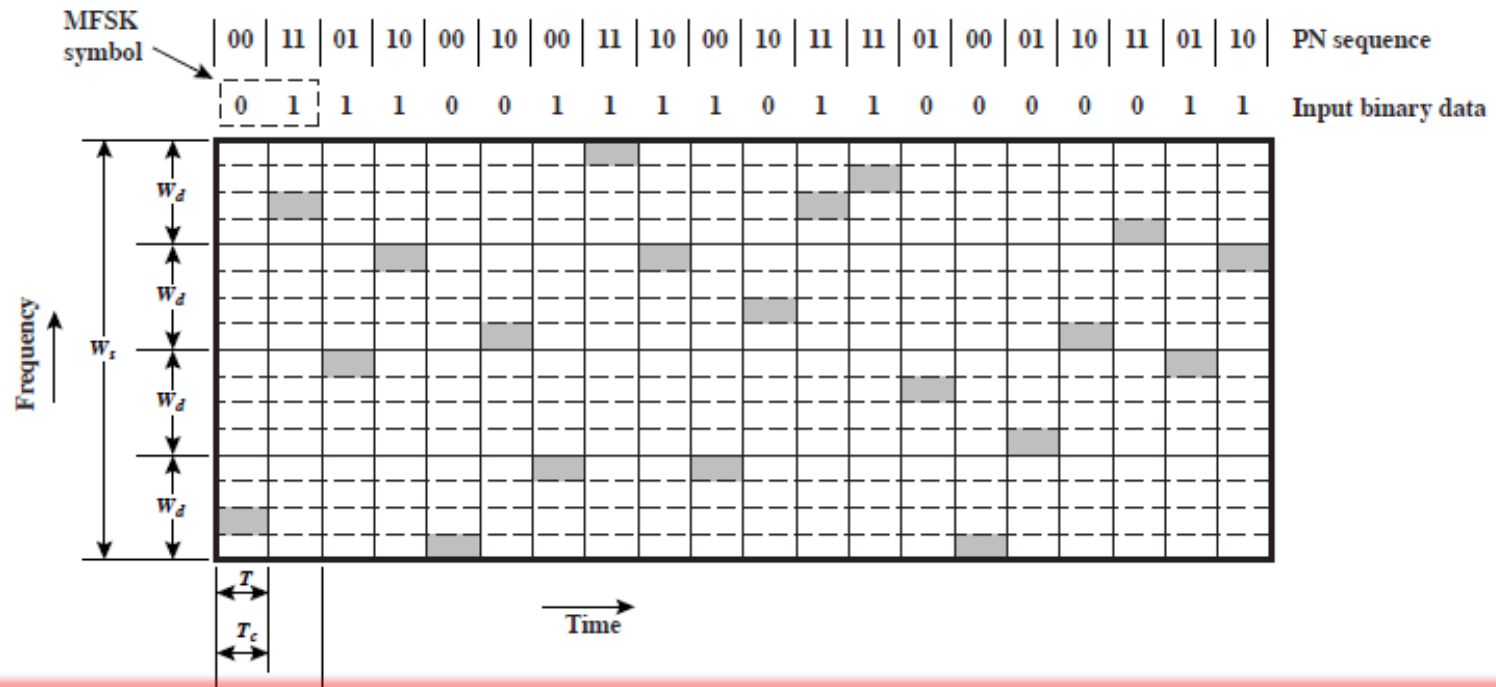 MFSK
symbol
00 11 01 10 00 10 00 11 10 00 10 11 11 01 00 01 10 11 01 10 PN sequence
0 1 1 1 0 0 1 1 1 1 0 1 1 0 0 0 0 0 1 1 Input binary data
Wd
Wd
Frequency
Ws
Wd
Wd
T
Tc
Time